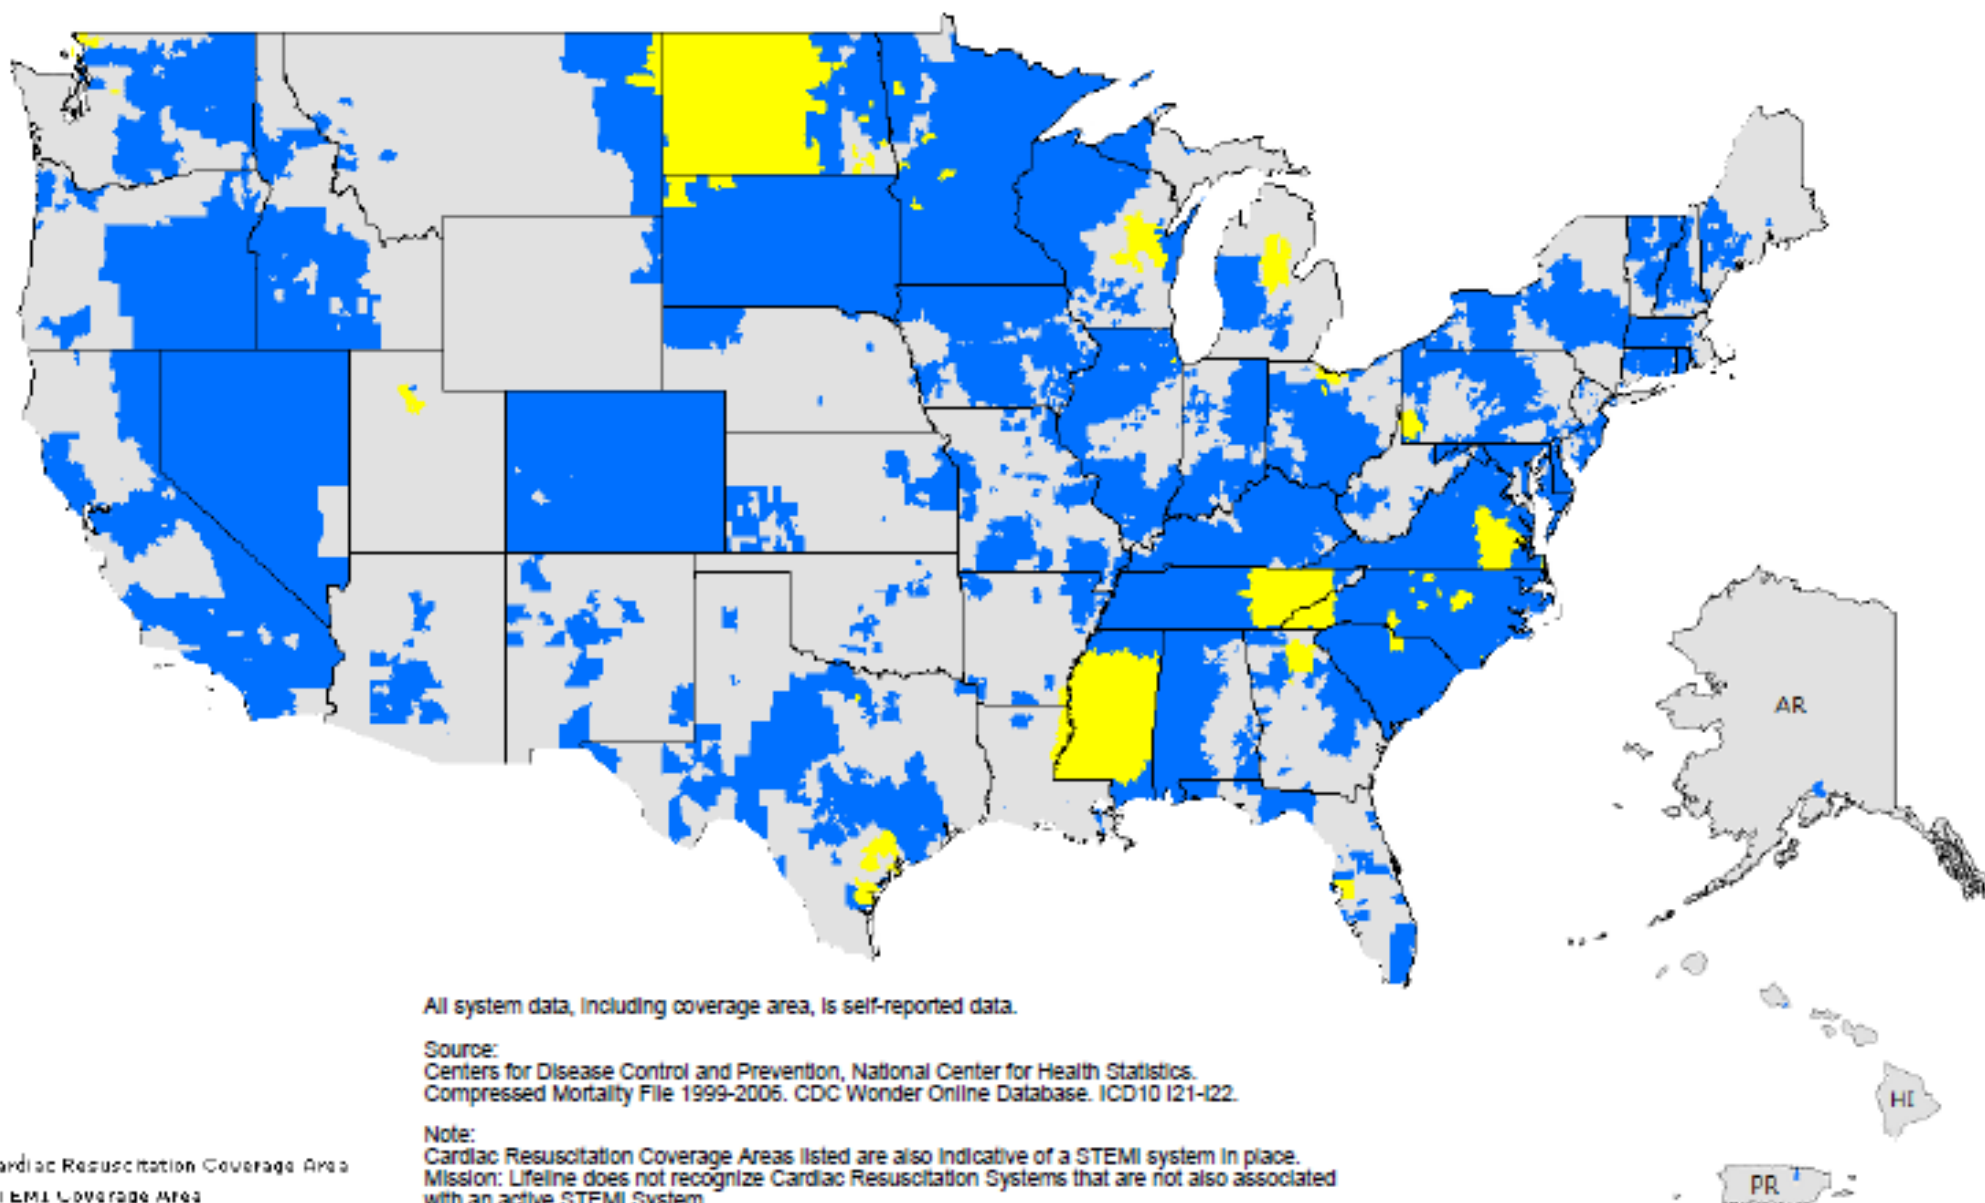 AR
All system data, including coverage area, is self-reported data.
Source:
Centers for Disease Control and Prevention, National Center for Health Statistics.
Compressed Mortality File 1999-2006. CDC Wonder Online Database. ICD10 I21-I22.
HI
Note:
Cardiac Resuscitation Coverage Areas listed are also indicative of a STEMI system in place.
Mission: Lifeline does not recognize Cardiac Resuscitation Systems that are not also associated
with an active STEMI System.
ardiac Resuscitation Coverage Area
TEMI Coverage Area
PR